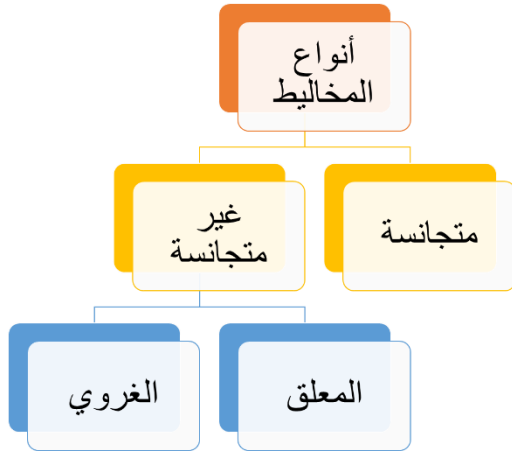 أنواع
المخاليط
متجانسة
غير
متجانسة
المعلق
الغروي